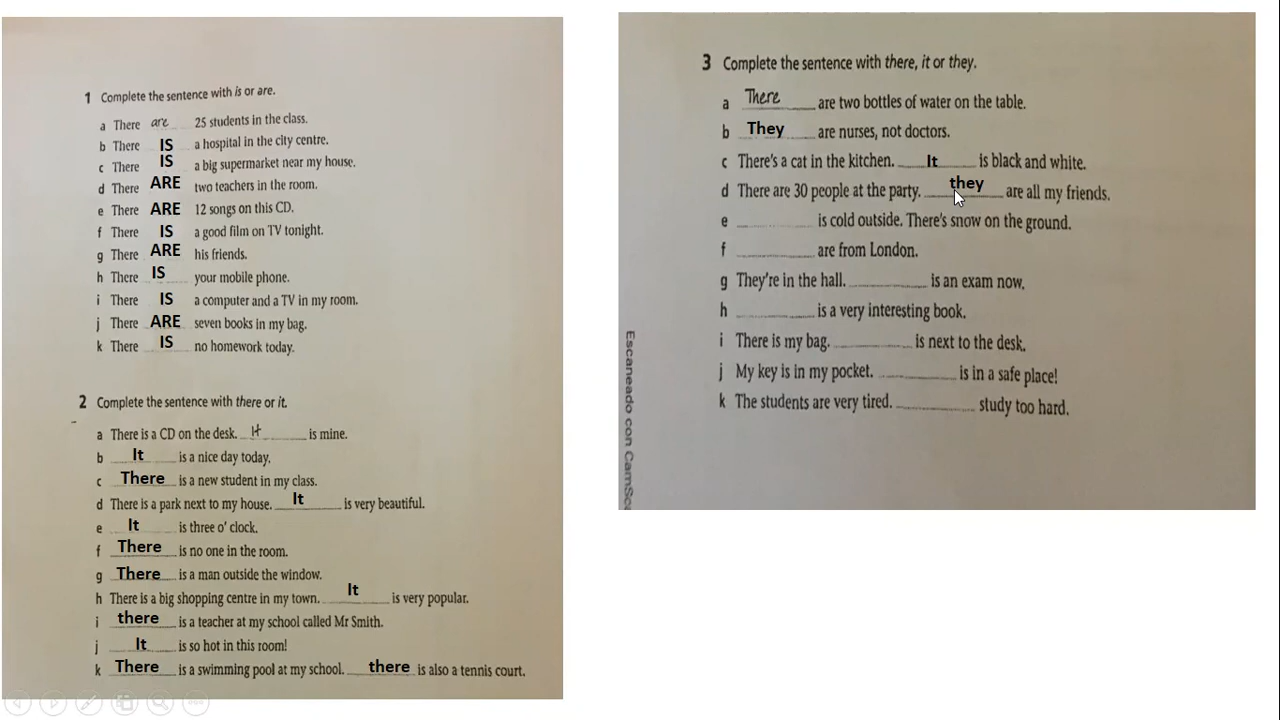 1 Complete the sentence with is or are.
a There are 25 students in the class.
b There IS a hospital in the city centre.
c There IS a big supermarket near my house.
d There ARE two teachers in the room.
e There ARE 12 songs on this CD.
f There IS a good film on TV tonight.
g There ARE his friends.
h There IS your mobile phone.
i There IS a computer and a TV in my room.
j There ARE seven books in my bag.
k There IS no homework today.
2 Complete the sentence with there or it.
a There is a CD on the desk. It is mine.
b It is a nice day today.
c There is a new student in my class.
d There is a park next to my house. It is very beautiful.
e It is three o' clock.
f There is no one in the room.
g There is a man outside the window.
h There is a big shopping centre in my town. It is very popular.
i there is a teacher at my school called Mr Smith.
j It is so hot in this room!
k There is a swimming pool at my school. there is also a tennis court.
3 Complete the sentence with there, it or they.
a There are two bottles of water on the table.
b They are nurses, not doctors.
c There's a cat in the kitchen. It is black and white.
d There are 30 people at the party. they are all my friends.
e is cold outside. There's snow on the ground.
f are from London.
g They're in the hall. is an exam now.
h is a very interesting book.
i There is my bag. is next to the desk.
j My key is in my pocket. is in a safe place!
k The students are very tired. study too hard.
Escaneado con CamSc